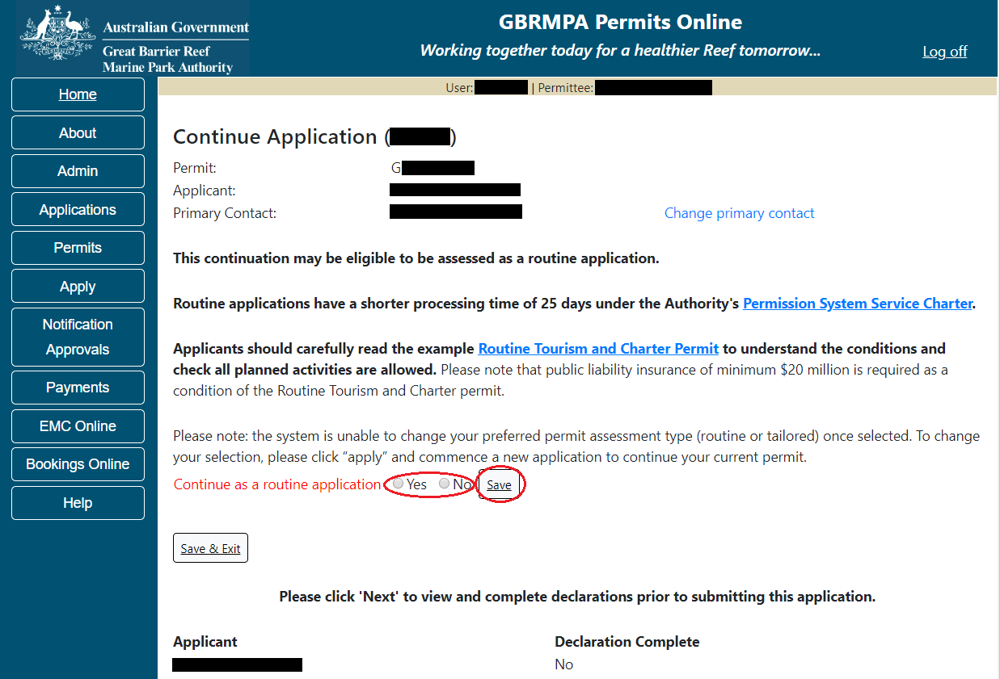 Australian Government
Great Barrier Reef
Marine Park Authority
GBRMPA Permits Online
Working together today for a healthier Reef tomorrow...
Log off
Home
About
Admin
Applications
Permits
Apply
Notification
Approvals
Payments
EMC Online
Bookings Online
Help
User: | Permittee:
Continue Application ( )
Permit: G
Applicant:
Primary Contact: Change primary contact
This continuation may be eligible to be assessed as a routine application.
Routine applications have a shorter processing time of 25 days under the Authority's Permission System Service Charter.
Applicants should carefully read the example Routine Tourism and Charter Permit to understand the conditions and
check all planned activities are allowed. Please note that public liability insurance of minimum $20 million is required as a
condition of the Routine Tourism and Charter permit.
Please note: the system is unable to change your preferred permit assessment type (routine or tailored) once selected. To change
your selection, please click “apply” and commence a new application to continue your current permit.
Continue as a routine application Yes No Save
Save & Exit
Please click 'Next' to view and complete declarations prior to submitting this application.
Applicant Declaration Complete
No